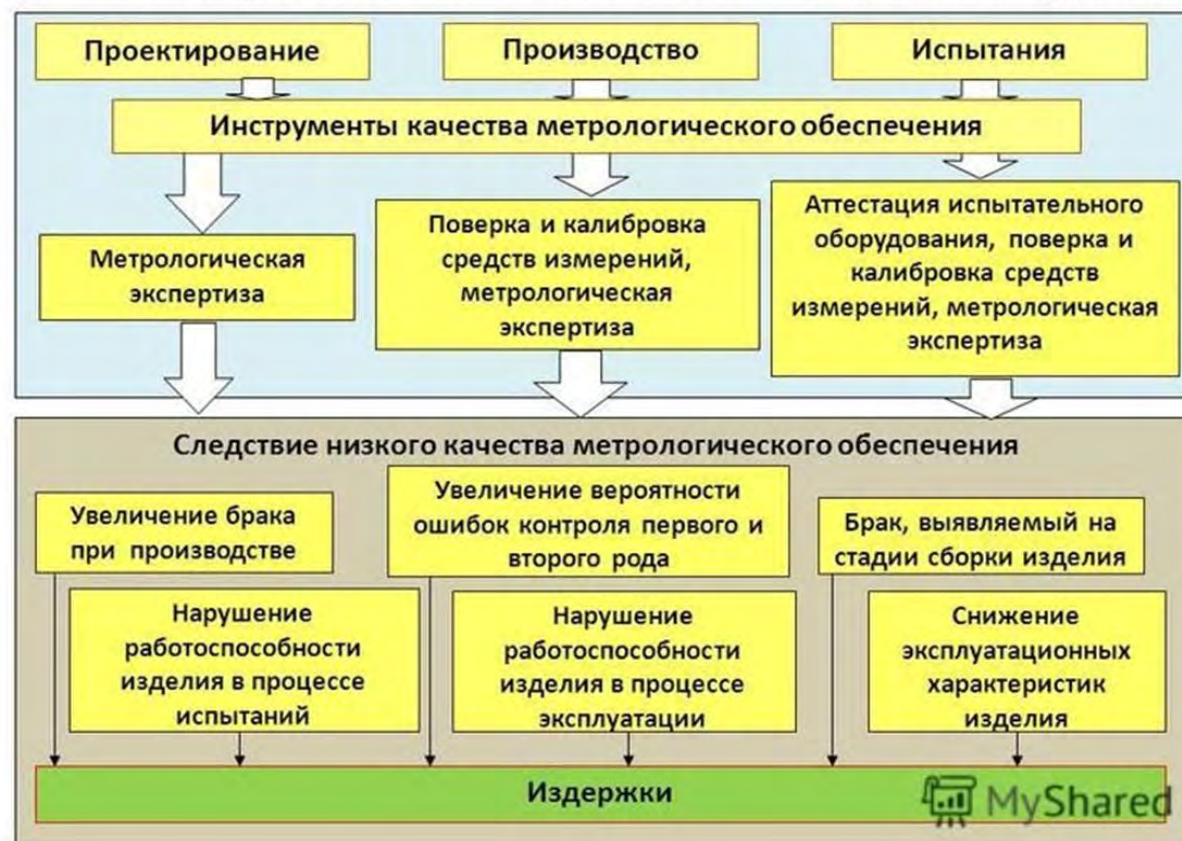 Проектирование
Производство
Испытания
Инструменты качества метрологического обеспечения
Метрологическая
экспертиза
Поверка и калибровка
средств измерений,
метрологическая
экспертиза
Аттестация испытательного
оборудования, поверка и
калибровка средств
измерений, метрологическая
экспертиза
Следствие низкого качества метрологического обеспечения
Увеличение брака
при производстве
Увеличение вероятности
ошибок контроля первого и
второго рода
Брак, выявляемый на
стадии сборки изделия
Нарушение
работоспособности
изделия в процессе
испытаний
Нарушение
работоспособности
изделия в процессе
эксплуатации
Снижение
эксплуатационных
характеристик
изделия
Издержки
MyShared